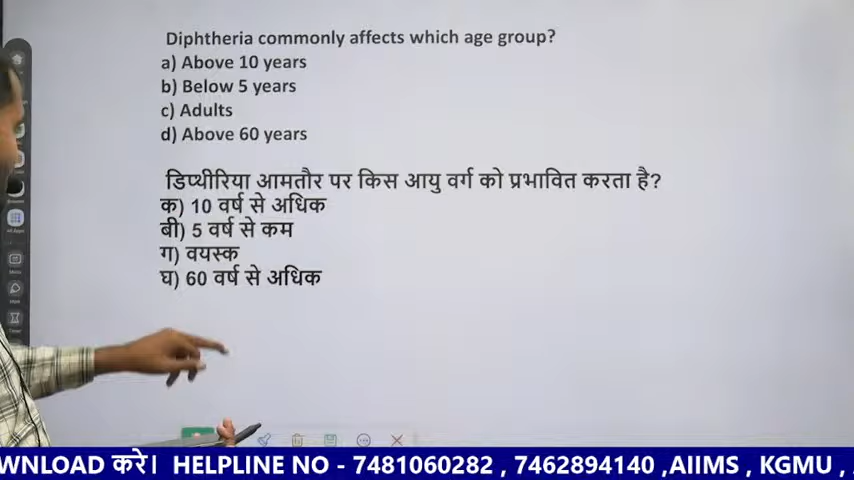 Diphtheria commonly affects which age group?
a) Above 10 years
b) Below 5 years
c) Adults
d) Above 60 years
डिप्थीरिया आमतौर पर किस आयु वर्ग को प्रभावित करता है?
क) 10 वर्ष से अधिक
बी) 5 वर्ष से कम
ग) वयस्क
घ) 60 वर्ष से अधिक
WNLOAD करे। HELPLINE NO - 7481060282 , 7462894140 ,AIIMS , KGMU ,